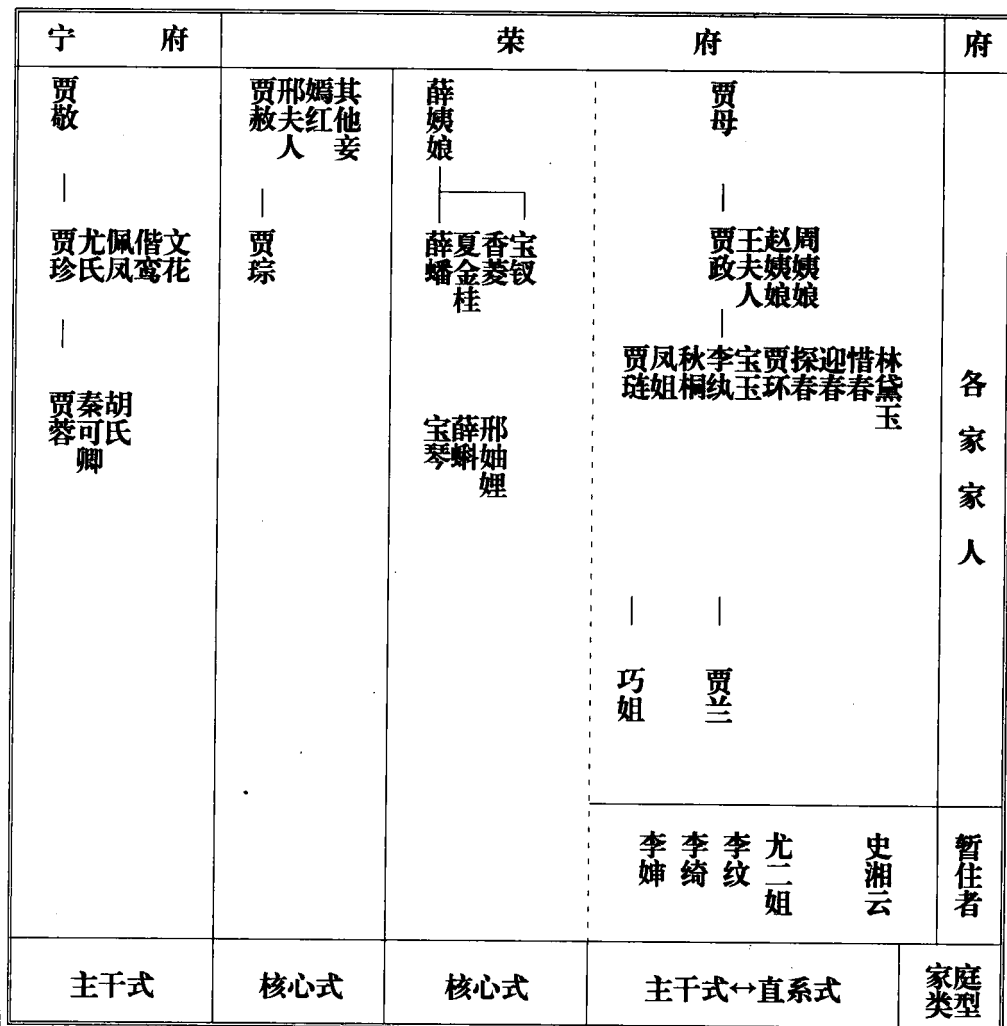 宁府 荣府 府
贾敬
贾珍 尤氏 佩凤 偕鸾 文花
贾蓉 秦可卿 胡氏
贾赦 邢夫人 嫣红 其他妾
贾琮
薛姨娘
薛蟠 夏金桂 香菱 宝钗
宝琴 薛蝌 邢妯娌
贾母
贾政 王夫人 赵姨娘 周姨娘
贾琏 凤姐 秋桐 李纨 宝玉 贾环 探春 迎春 惜春 林黛玉
巧姐 贾兰
各家家人
李婶 李绮 李纹 尤二姐 史湘云
暂住者
主干式 核心式 核心式 主干式↔直系式 家庭类型